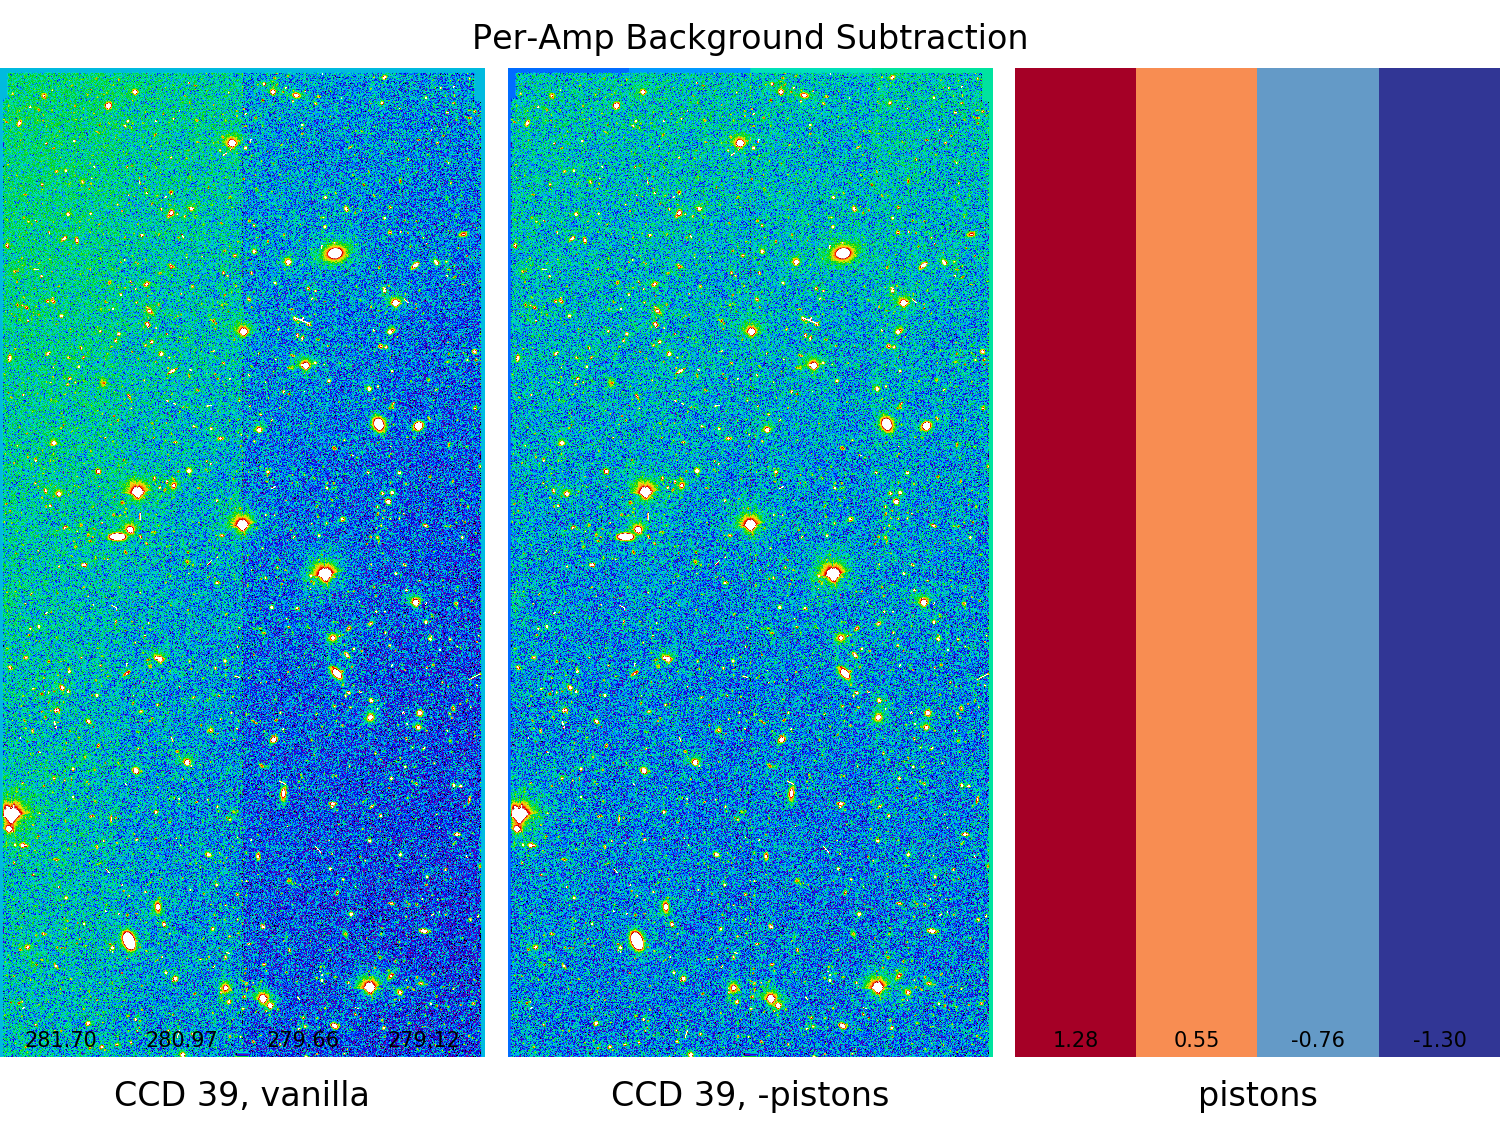 Per-Amp Background Subtraction
281.70 280.97 279.66 279.12
1.28 0.55 -0.76 -1.30
CCD 39, vanilla
CCD 39, -pistons
pistons